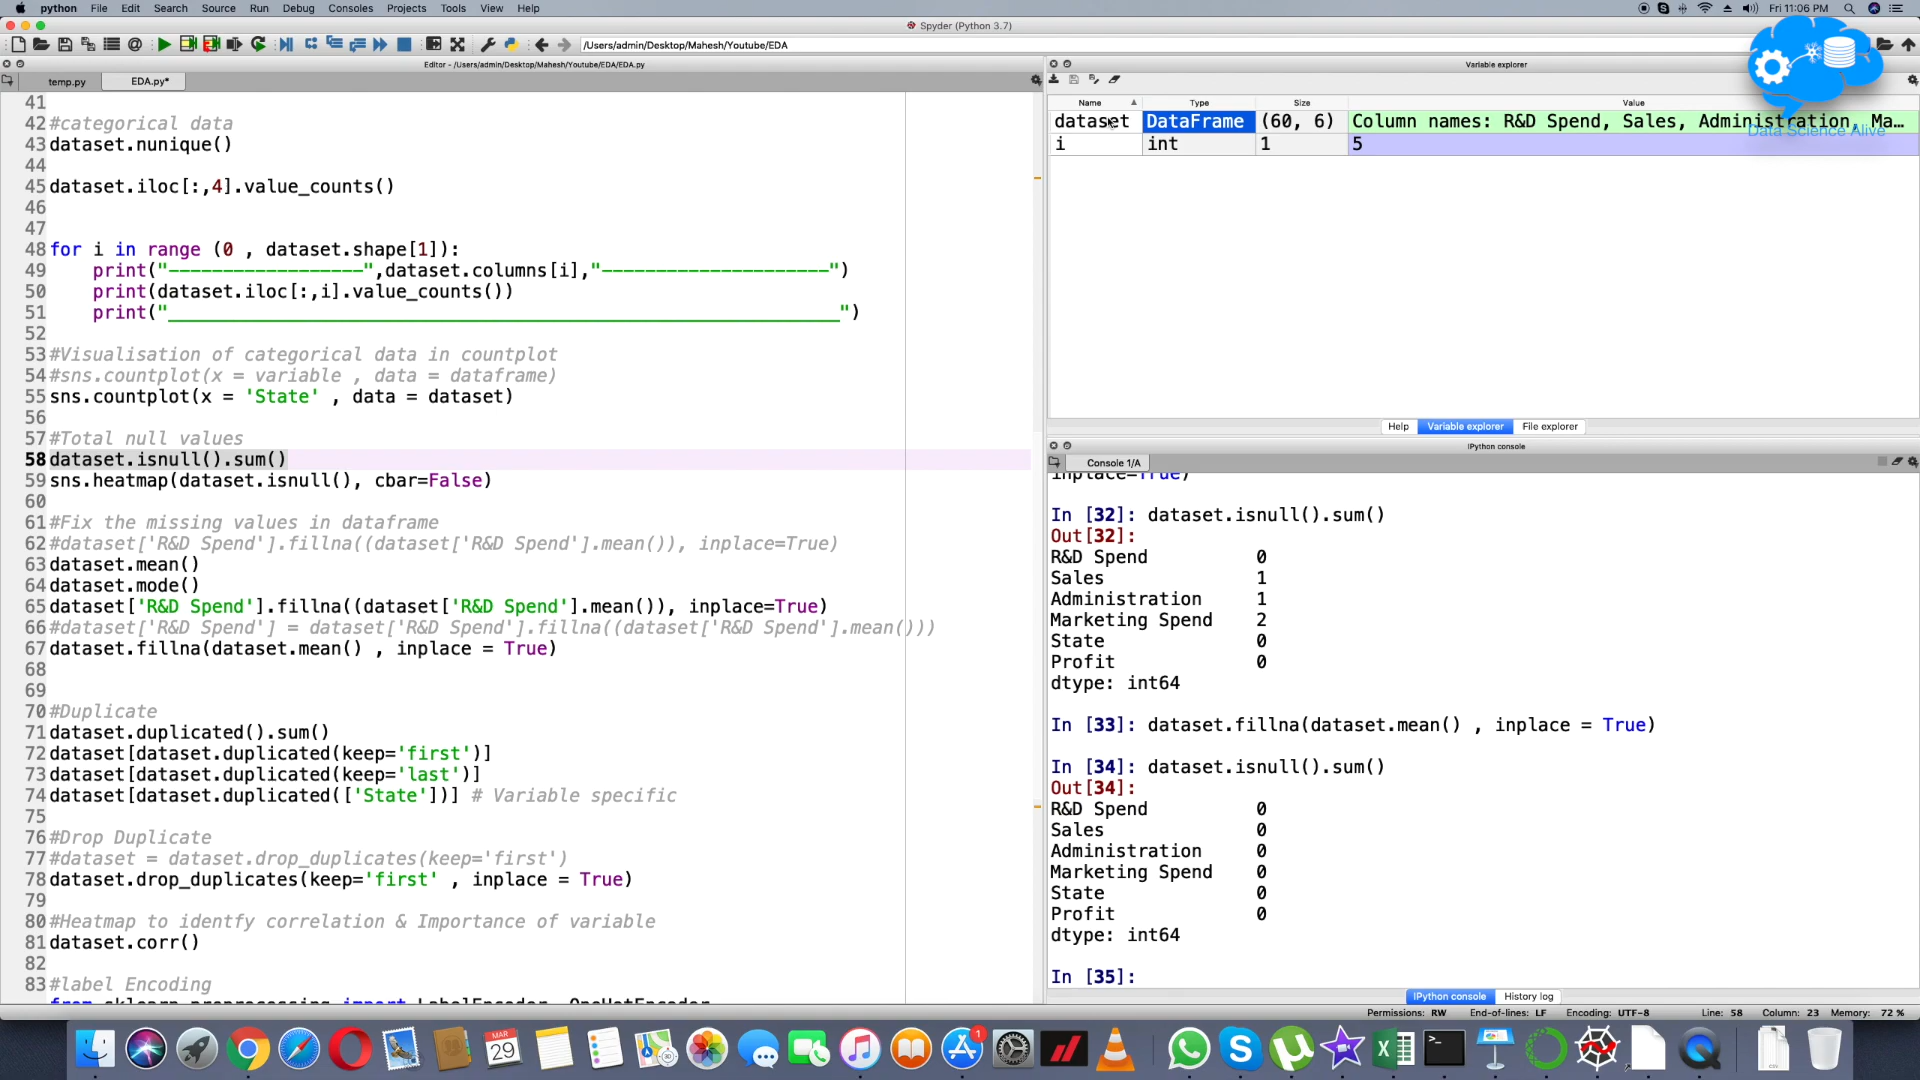 python File Edit Search Source Run Debug Consoles Projects Tools View Help Fri 11:06 PM
Spyder (Python 3.7)
/Users/admin/Desktop/Mahesh/Youtube/EDA
Editor - /Users/admin/Desktop/Mahesh/Youtube/EDA/EDA.py
temp.py EDA.py*
41
42 #categorical data
43 dataset.nunique()
44
45 dataset.iloc[:,4].value_counts()
46
47
48 for i in range (0 , dataset.shape[1]):
49 print("------------------",dataset.columns[i],"---------------------")
50 print(dataset.iloc[:,i].value_counts())
51 print("______________________________________________________________")
52
53 #Visualisation of categorical data in countplot
54 #sns.countplot(x = variable , data = dataframe)
55 sns.countplot(x = 'State' , data = dataset)
56
57 #Total null values
58 dataset.isnull().sum()
59 sns.heatmap(dataset.isnull(), cbar=False)
60
61 #Fix the missing values in dataframe
62 #dataset['R&D Spend'].fillna((dataset['R&D Spend'].mean()), inplace=True)
63 dataset.mean()
64 dataset.mode()
65 dataset['R&D Spend'].fillna((dataset['R&D Spend'].mean()), inplace=True)
66 #dataset['R&D Spend'] = dataset['R&D Spend'].fillna((dataset['R&D Spend'].mean()))
67 dataset.fillna(dataset.mean() , inplace = True)
68
69
70 #Duplicate
71 dataset.duplicated().sum()
72 dataset[dataset.duplicated(keep='first')]
73 dataset[dataset.duplicated(keep='last')]
74 dataset[dataset.duplicated(['State'])] # Variable specific
75
76 #Drop Duplicate
77 #dataset = dataset.drop_duplicates(keep='first')
78 dataset.drop_duplicates(keep='first' , inplace = True)
79
80 #Heatmap to identfy correlation & Importance of variable
81 dataset.corr()
82
83 #label Encoding
from sklearn.preprocessing import LabelEncoder, OneHotEncoder
Variable explorer
Name Type Size Value
dataset DataFrame (60, 6) Column names: R&D Spend, Sales, Administration, Ma...
i int 1 5
Data Science Alive
Help Variable explorer File explorer
IPython console
Console 1/A
inplace=True)
In [32]: dataset.isnull().sum()
Out[32]:
R&D Spend 0
Sales 1
Administration 1
Marketing Spend 2
State 0
Profit 0
dtype: int64
In [33]: dataset.fillna(dataset.mean() , inplace = True)
In [34]: dataset.isnull().sum()
Out[34]:
R&D Spend 0
Sales 0
Administration 0
Marketing Spend 0
State 0
Profit 0
dtype: int64
In [35]:
IPython console History log
Permissions: RW End-of-lines: LF Encoding: UTF-8 Line: 58 Column: 23 Memory: 72 %
MAR
29
1